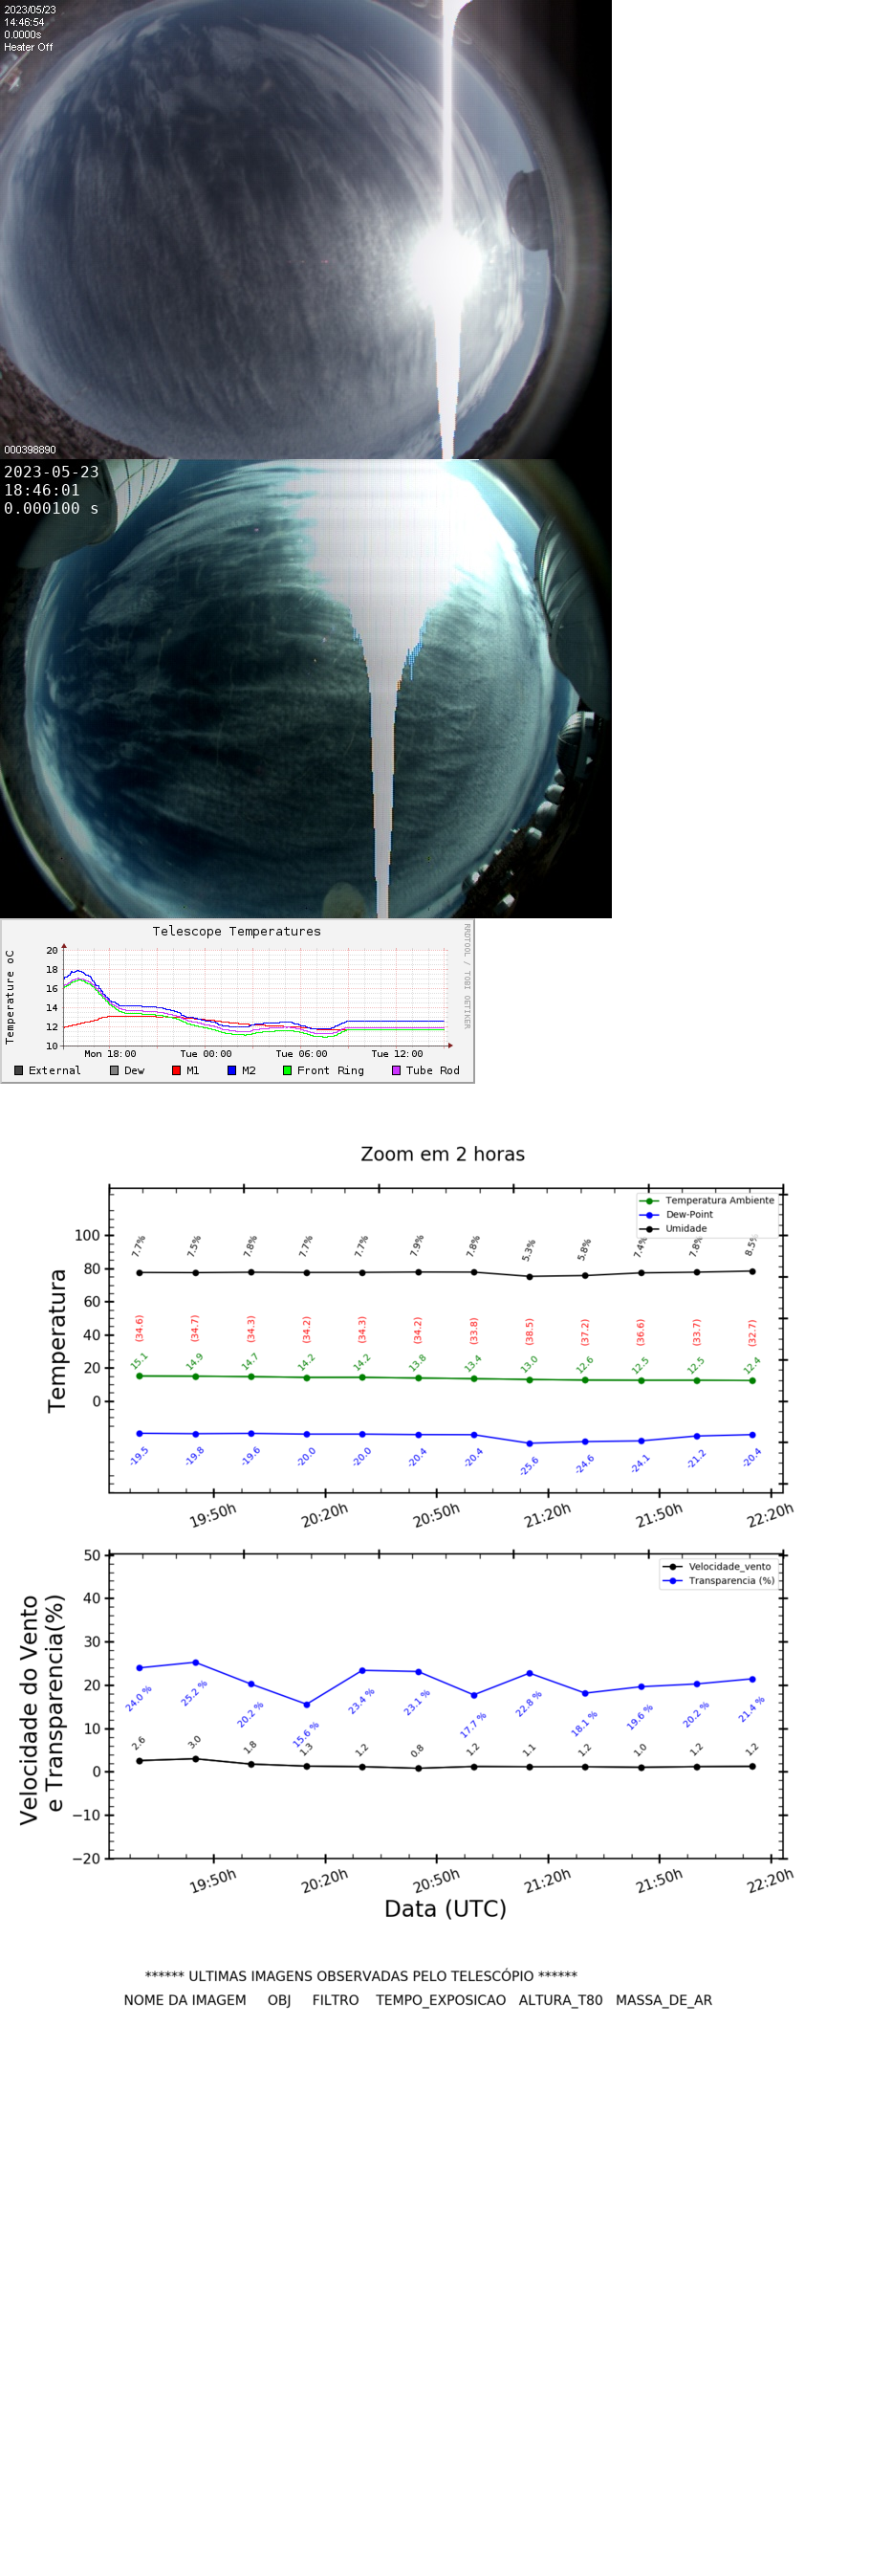 2023/05/23
14:46:54
0.0000s
Heater Off
000398890
2023-05-23
18:46:01
0.000100 s
Telescope Temperatures
RRDTOOL / TOBI OETIKER
Temperature oC
20
18
16
14
12
10
Mon 18:00 Tue 00:00 Tue 06:00 Tue 12:00
External Dew M1 M2 Front Ring Tube Rod
Zoom em 2 horas
Temperatura Ambiente
Dew-Point
Umidade
Temperatura
100
80
60
40
20
0
7.7% 7.5% 7.8% 7.7% 7.7% 7.9% 7.8% 5.3% 5.8% 7.4% 7.8% 8.5%
(34.6) (34.7) (34.3) (34.2) (34.3) (34.2) (33.8) (38.5) (37.2) (36.6) (33.7) (32.7)
15.1 14.9 14.7 14.2 14.2 13.8 13.4 13.0 12.6 12.5 12.5 12.4
-19.5 -19.8 -19.6 -20.0 -20.0 -20.4 -20.4 -25.6 -24.6 -24.1 -21.2 -20.4
19:50h 20:20h 20:50h 21:20h 21:50h 22:20h
Velocidade_vento
Transparencia (%)
Velocidade do Vento
e Transparencia(%)
50
40
30
20
10
0
−10
−20
24.0 % 25.2 % 20.2 % 15.6 % 23.4 % 23.1 % 17.7 % 22.8 % 18.1 % 19.6 % 20.2 % 21.4 %
2.6 3.0 1.8 1.3 1.2 0.8 1.2 1.1 1.2 1.0 1.2 1.2
19:50h 20:20h 20:50h 21:20h 21:50h 22:20h
Data (UTC)
****** ULTIMAS IMAGENS OBSERVADAS PELO TELESCÓPIO ******
NOME DA IMAGEM OBJ FILTRO TEMPO_EXPOSICAO ALTURA_T80 MASSA_DE_AR